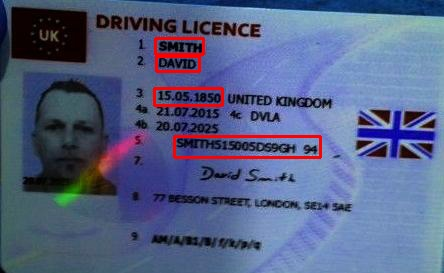 UK
DRIVING LICENCE
1. SMITH
2. DAVID
3. 15.05.1850 UNITED KINGDOM
4a. 21.07.2015 4c. DVLA
4b. 20.07.2025
5. SMITH515005DS9GH 94
7. David Smith
8. 77 BESSON STREET, LONDON, SE14 5AE
9. AM/A/B1/B/f/k/p/q